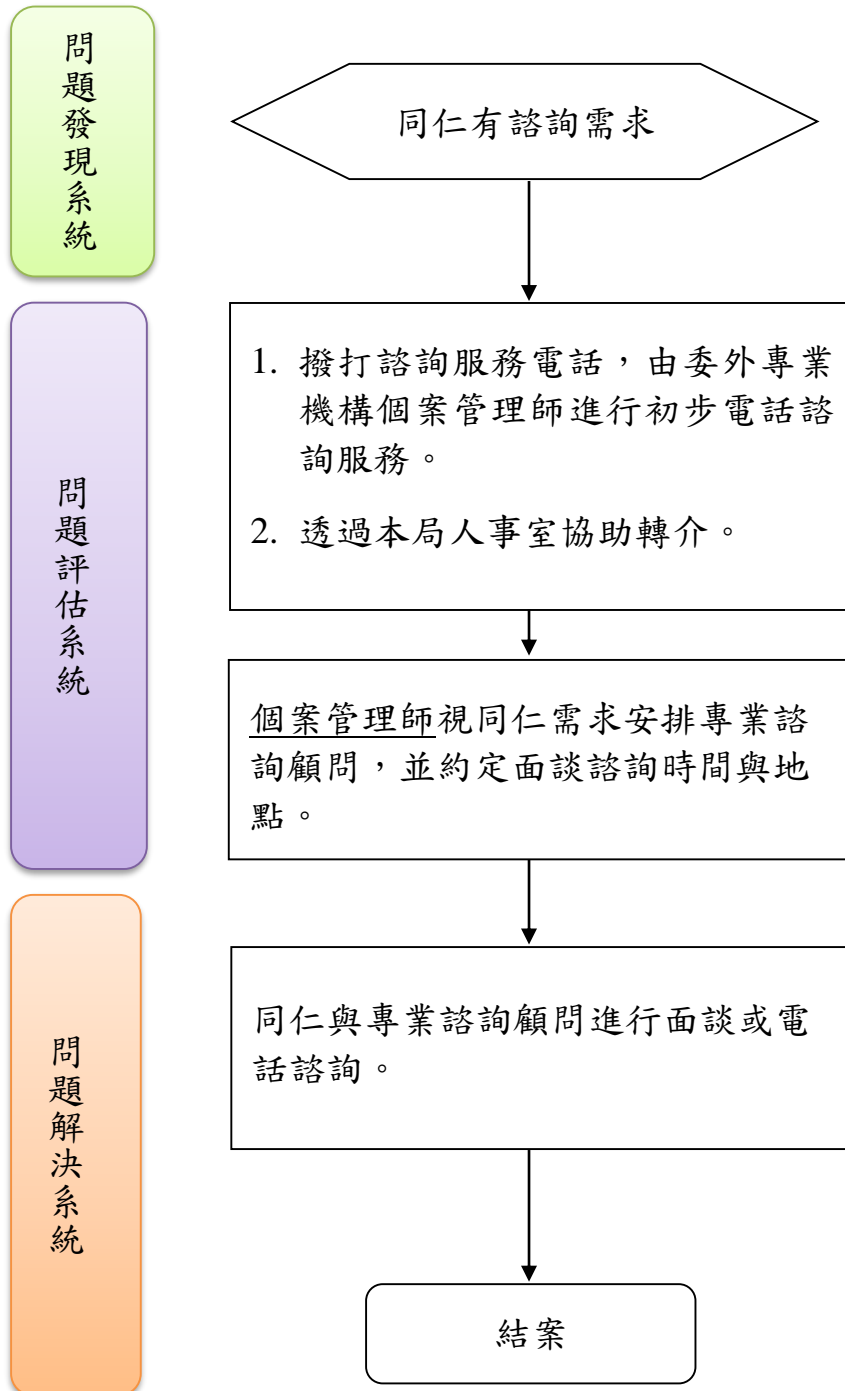 問題發現系統
同仁有諮詢需求
問題評估系統
1. 撥打諮詢服務電話，由委外專業
機構個案管理師進行初步電話諮
詢服務。
2. 透過本局人事室協助轉介。
個案管理師視同仁需求安排專業諮
詢顧問，並約定面談諮詢時間與地
點。
問題解決系統
同仁與專業諮詢顧問進行面談或電
話諮詢。
結案